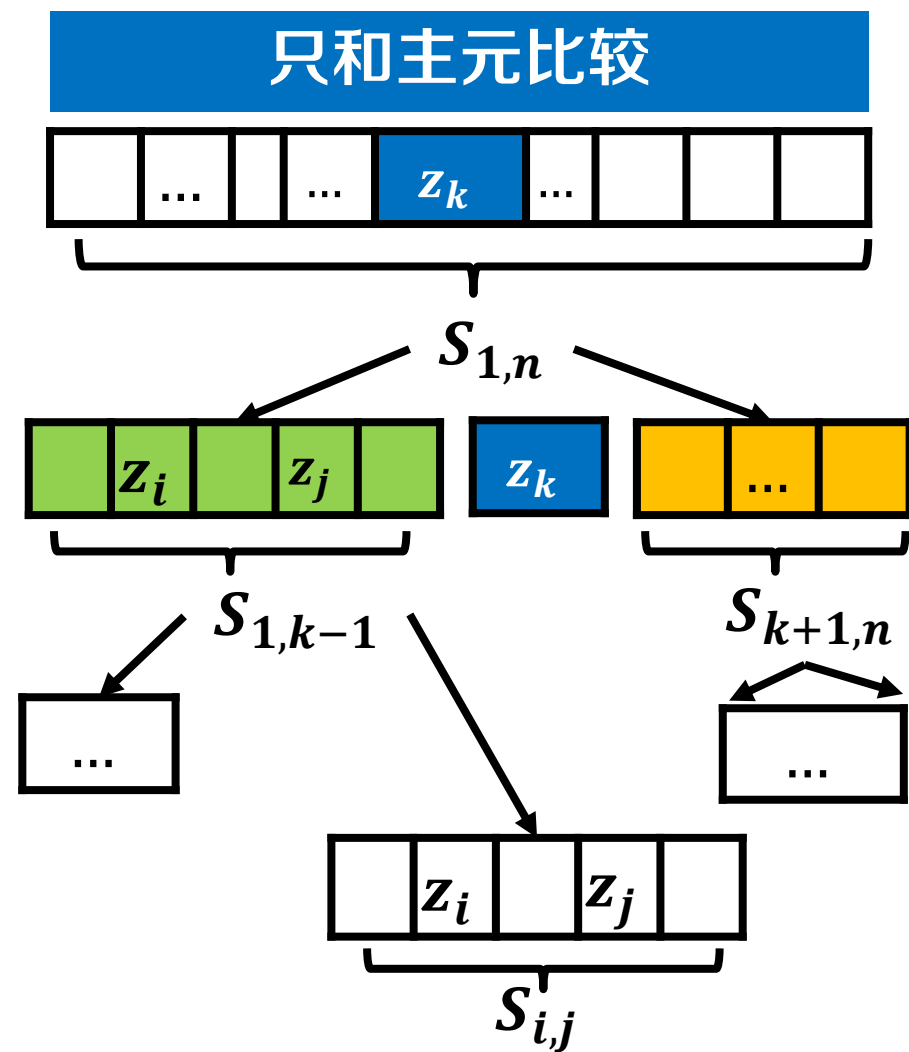 只和主元比较
... ... z_k ...
S_{1,n}
z_i z_j z_k ...
S_{1,k-1} S_{k+1,n}
... ...
z_i z_j
S_{i,j}